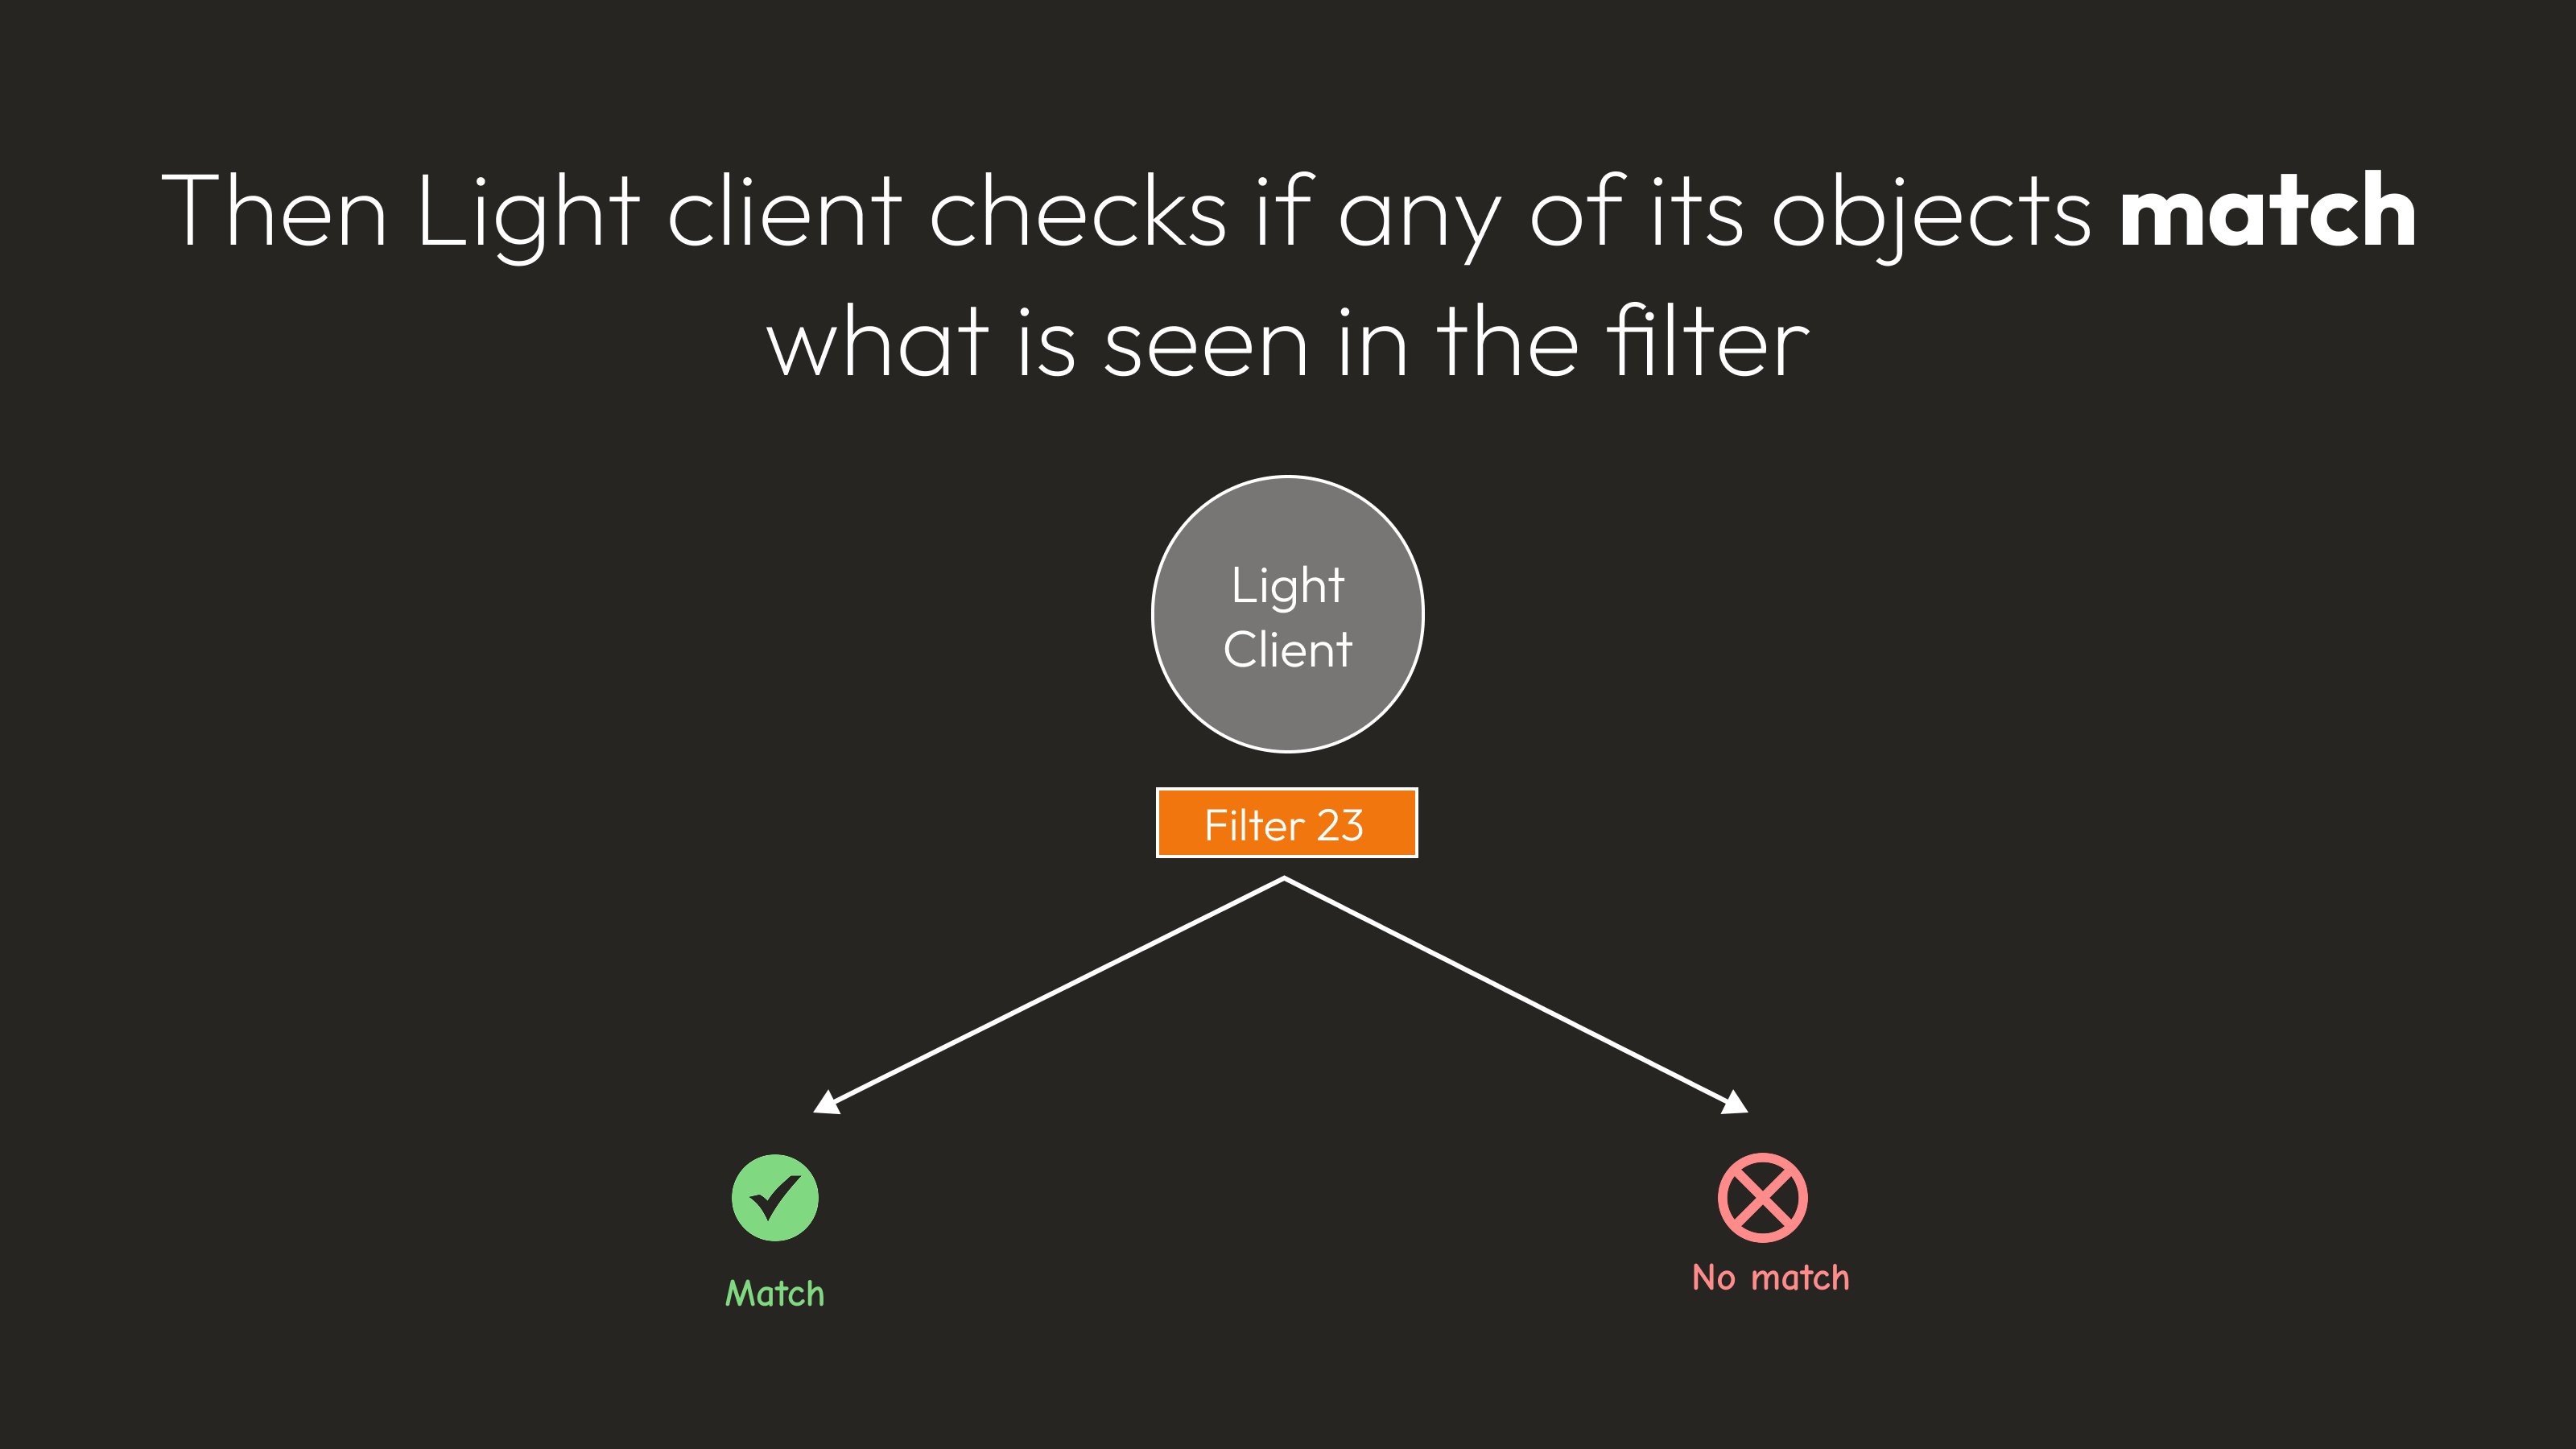 Then Light client checks if any of its objects match
what is seen in the filter
Light
Client
Filter 23
Match
No match